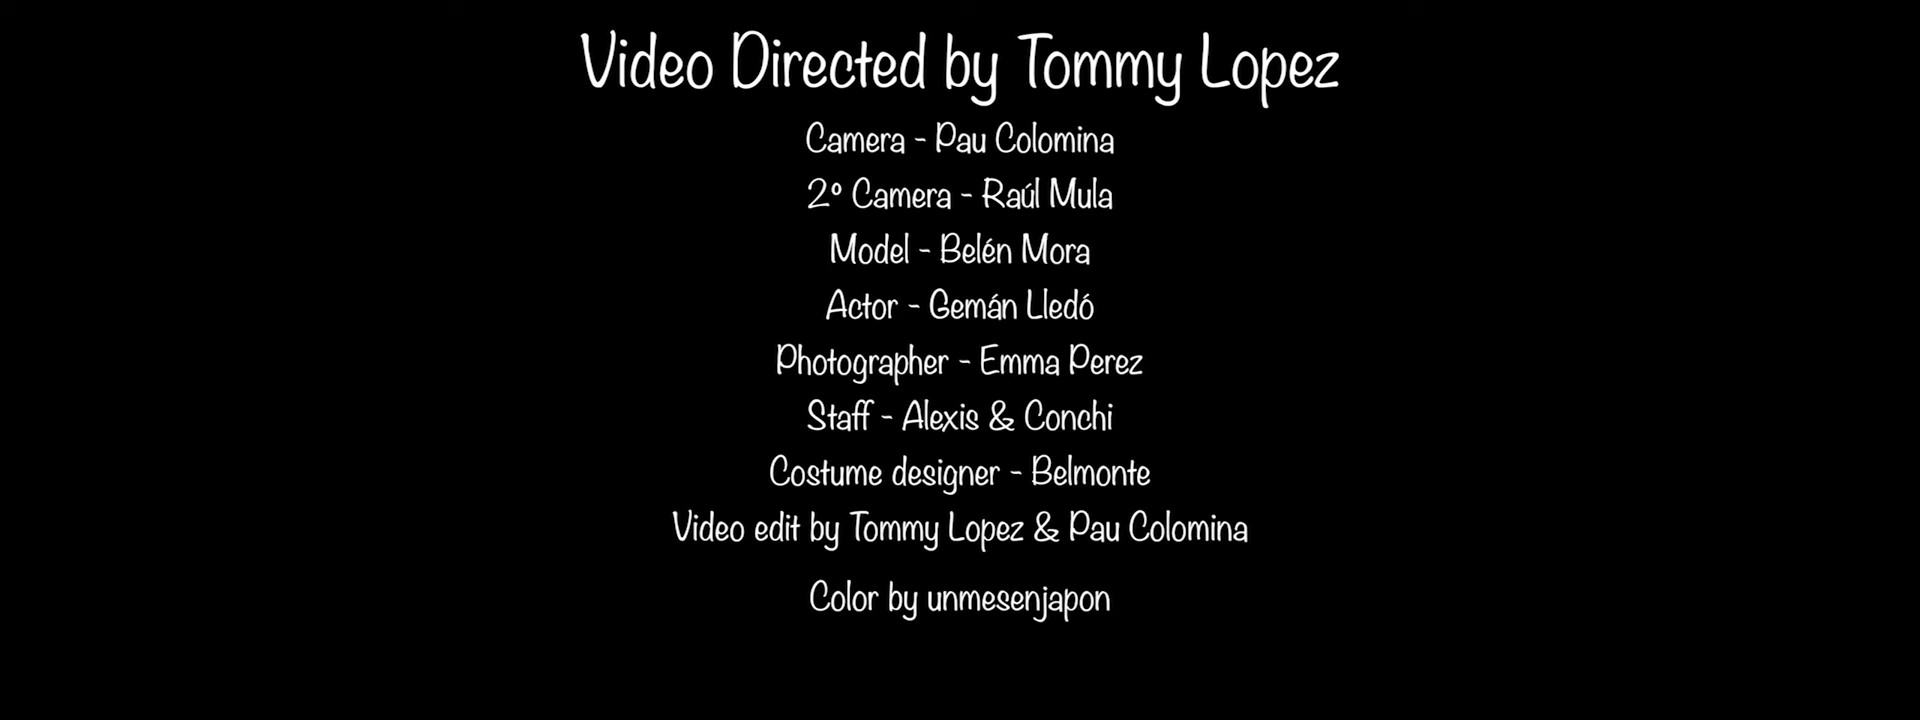 Video Directed by Tommy Lopez
Camera - Pau Colomina
2º Camera - Raúl Mula
Model - Belén Mora
Actor - Gemán Lledó
Photographer - Emma Perez
Staff - Alexis & Conchi
Costume designer - Belmonte
Video edit by Tommy Lopez & Pau Colomina
Color by unmesenjapon